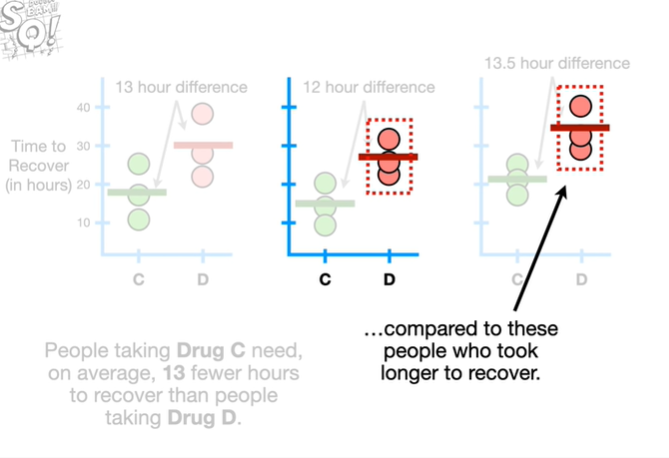 BAM!!
SQ!
13 hour difference
12 hour difference
13.5 hour difference
Time to
Recover
(in hours)
40
30
20
10
C D
C D
C D
…compared to these
people who took
longer to recover.
People taking Drug C need,
on average, 13 fewer hours
to recover than people
taking Drug D.